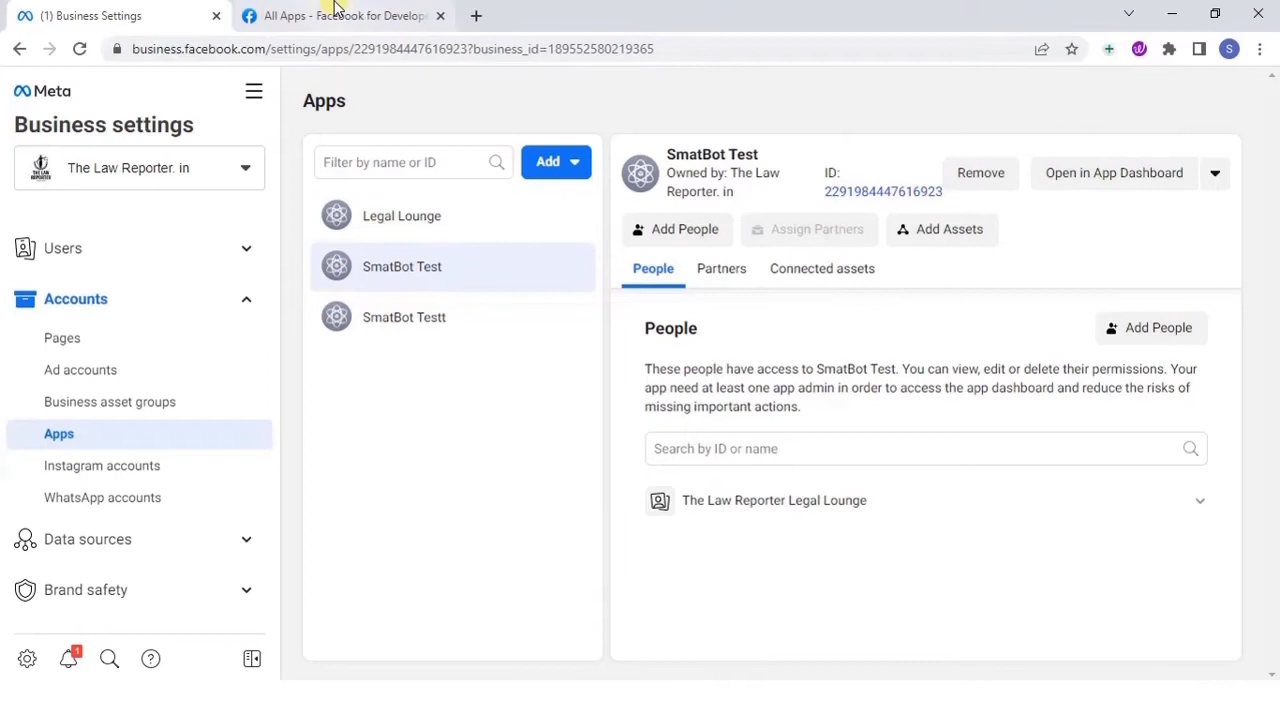 (1) Business Settings
All Apps - Facebook for Develop
business.facebook.com/settings/apps/2291984447616923?business_id=189552580219365
S
Meta
Business settings
THE LAW REPORTER
The Law Reporter. in
Users
Accounts
Pages
Ad accounts
Business asset groups
Apps
Instagram accounts
WhatsApp accounts
Data sources
Brand safety
1
Apps
Filter by name or ID
Add
Legal Lounge
SmatBot Test
SmatBot Testt
SmatBot Test
Owned by: The Law
Reporter. in
ID:
2291984447616923
Remove
Open in App Dashboard
Add People
Assign Partners
Add Assets
People
Partners
Connected assets
People
Add People
These people have access to SmatBot Test. You can view, edit or delete their permissions. Your
app need at least one app admin in order to access the app dashboard and reduce the risks of
missing important actions.
Search by ID or name
The Law Reporter Legal Lounge